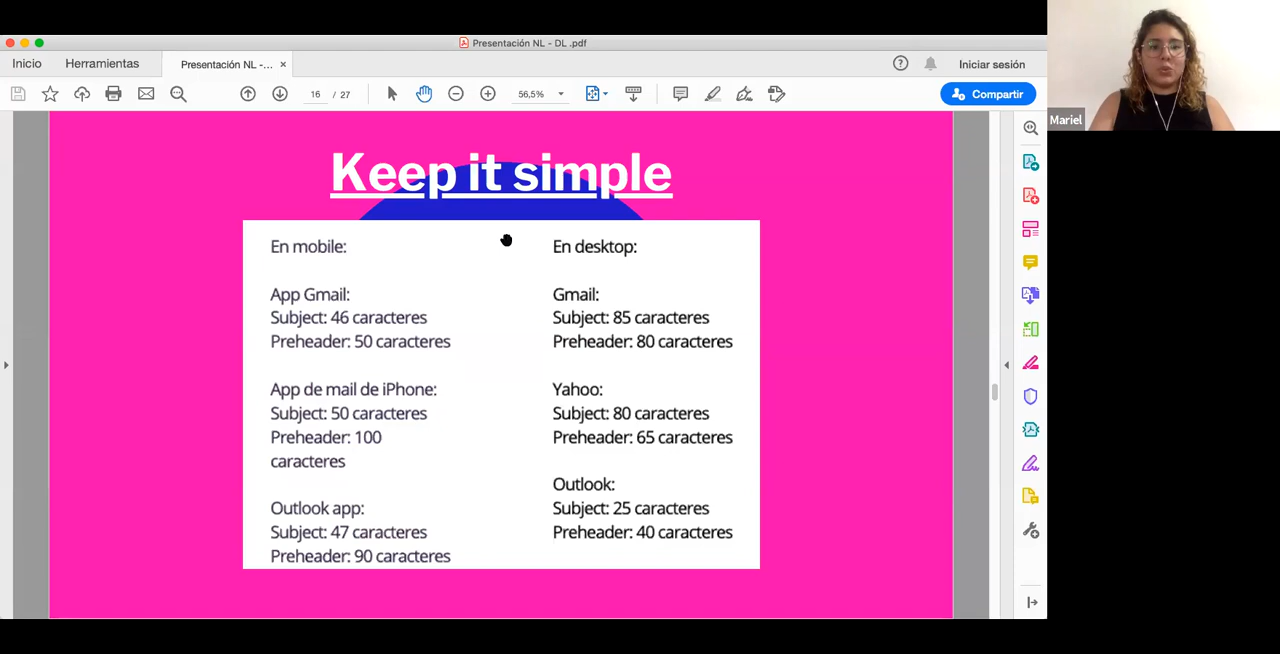 Presentación NL - DL .pdf
Inicio
Herramientas
Presentación NL -...
Iniciar sesión
16 / 27
56,5%
Compartir
Mariel
Keep it simple
En mobile:
App Gmail:
Subject: 46 caracteres
Preheader: 50 caracteres
App de mail de iPhone:
Subject: 50 caracteres
Preheader: 100
caracteres
Outlook app:
Subject: 47 caracteres
Preheader: 90 caracteres
En desktop:
Gmail:
Subject: 85 caracteres
Preheader: 80 caracteres
Yahoo:
Subject: 80 caracteres
Preheader: 65 caracteres
Outlook:
Subject: 25 caracteres
Preheader: 40 caracteres